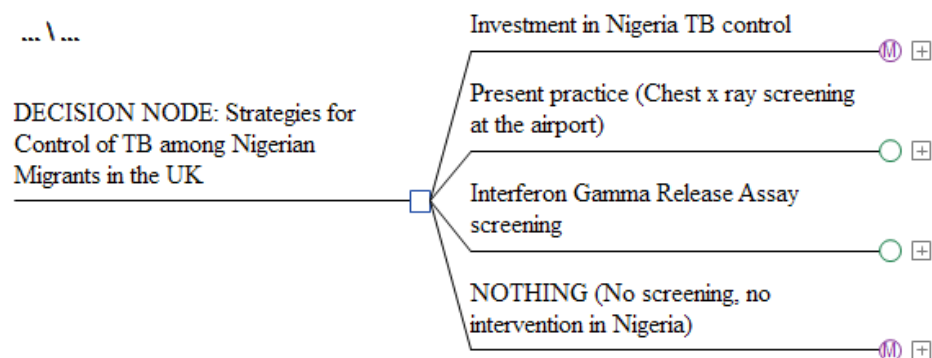 ... \ ...
Investment in Nigeria TB control
M
Present practice (Chest x ray screening
at the airport)
DECISION NODE: Strategies for
Control of TB among Nigerian
Migrants in the UK
Interferon Gamma Release Assay
screening
NOTHING (No screening, no
intervention in Nigeria)
M